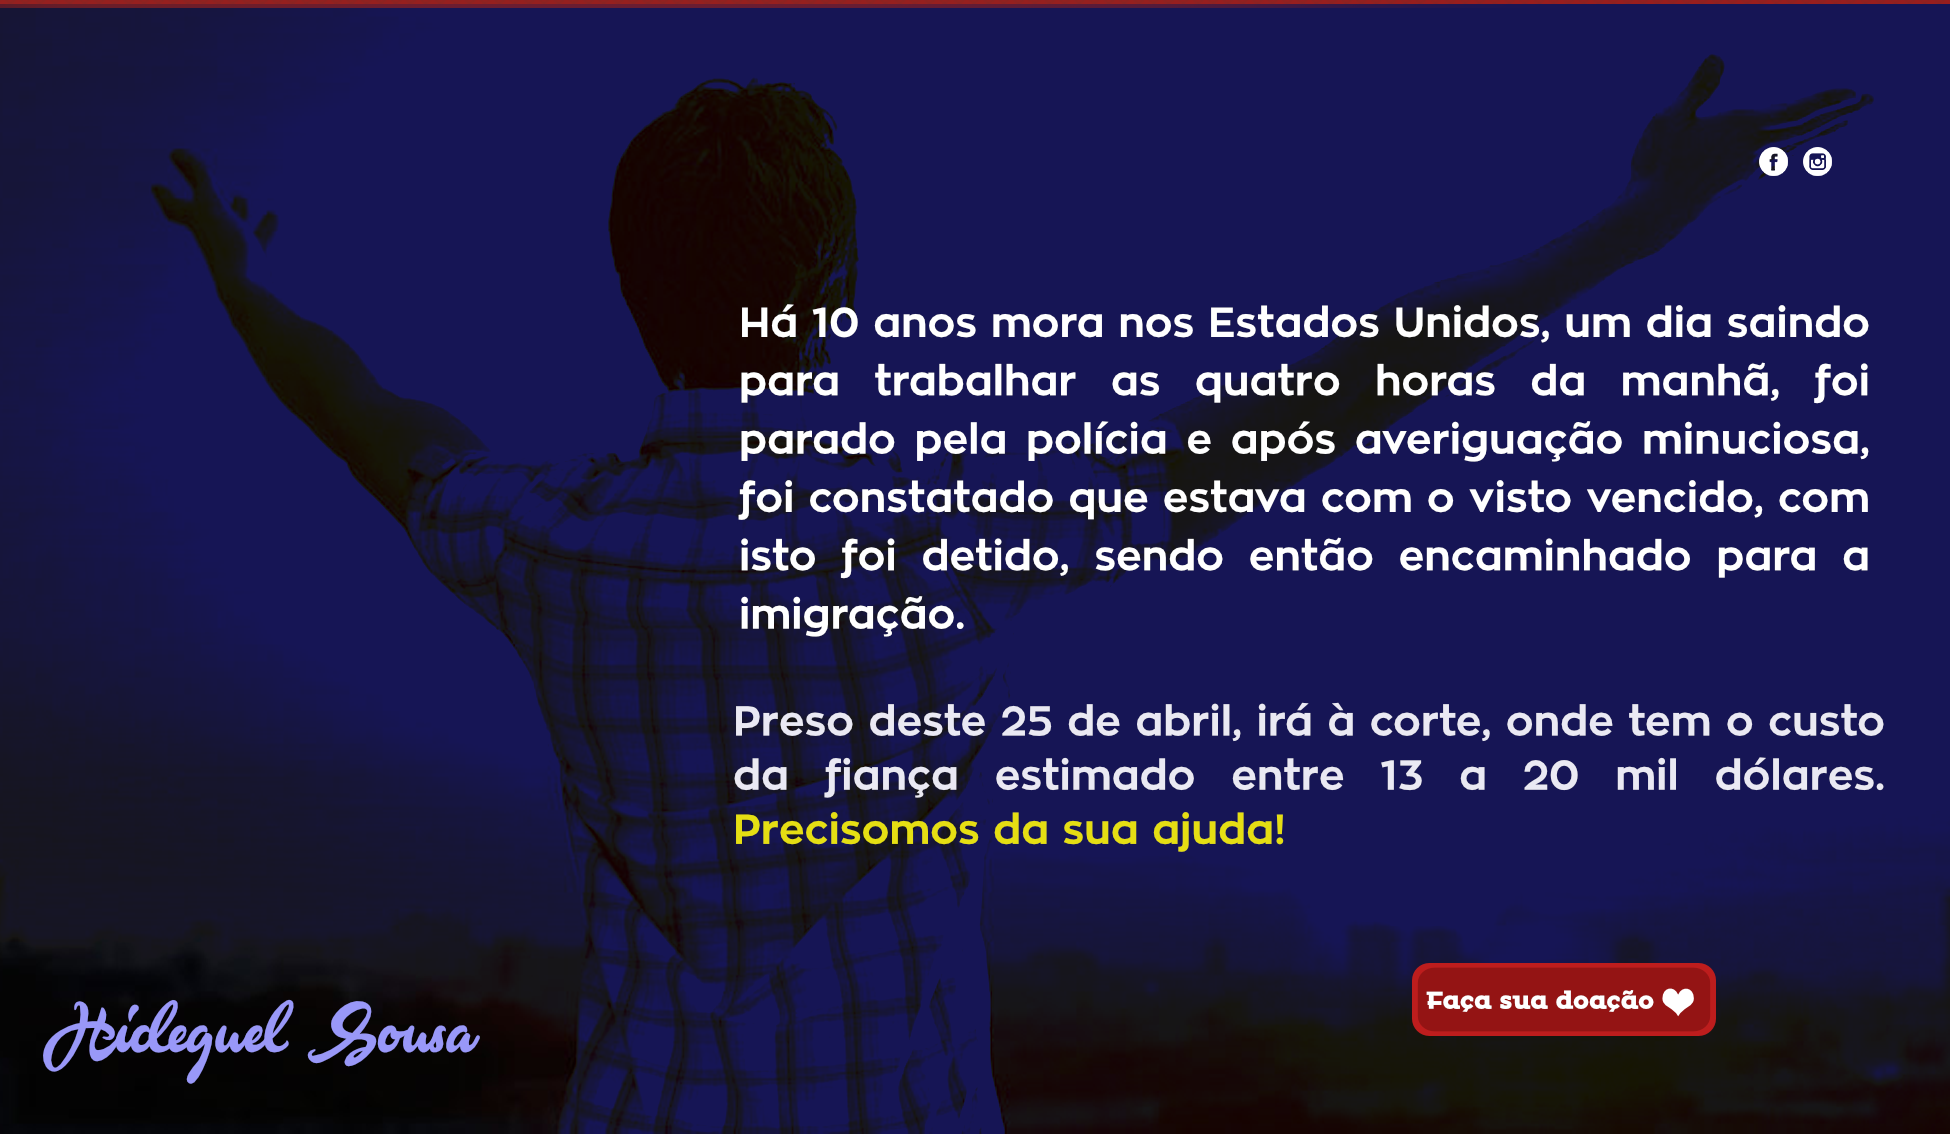 Há 10 anos mora nos Estados Unidos, um dia saindo
para trabalhar as quatro horas da manhã, foi
parado pela polícia e após averiguação minuciosa,
foi constatado que estava com o visto vencido, com
isto foi detido, sendo então encaminhado para a
imigração.
Preso deste 25 de abril, irá à corte, onde tem o custo
da fiança estimado entre 13 a 20 mil dólares.
Precisomos da sua ajuda!
Faça sua doação
Hideguel Sousa